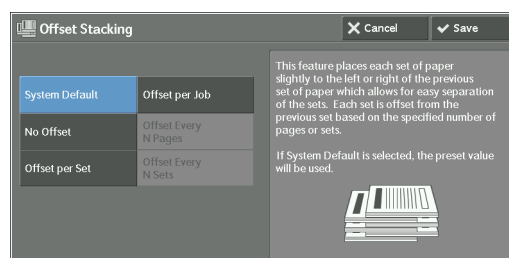 Offset Stacking
Cancel
Save
System Default
Offset per Job
No Offset
Offset Every
N Pages
Offset per Set
Offset Every
N Sets
This feature places each set of paper
slightly to the left or right of the previous
set of paper which allows for easy separation
of the sets. Each set is offset from the
previous set based on the specified number of
pages or sets.
If System Default is selected, the preset value
will be used.